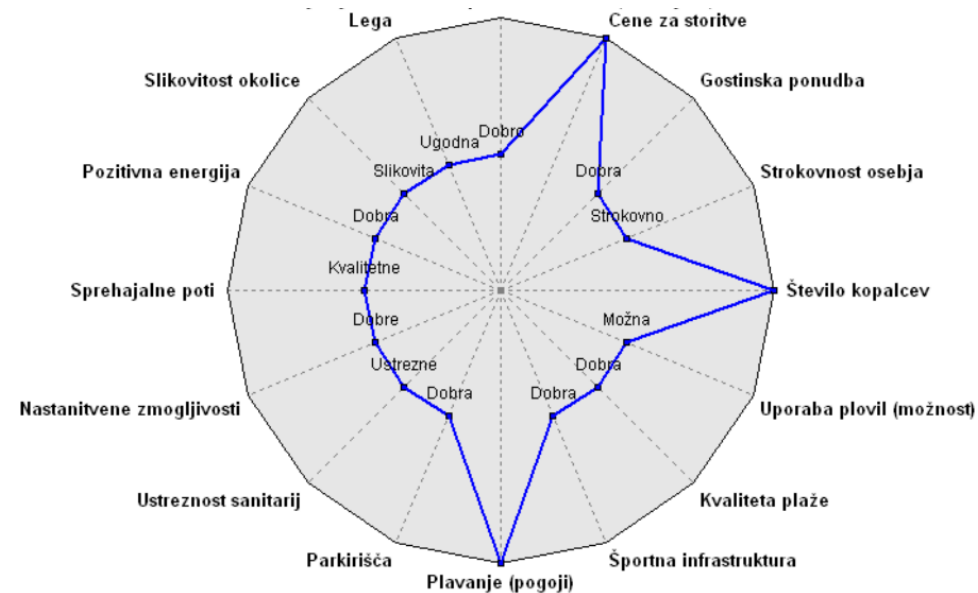 Lega
Cene za storitve
Slikovitost okolice
Gostinska ponudba
Ugodna
Dobro
Pozitivna energija
Slikovita
Dobra
Strokovnost osebja
Dobra
Strokovno
Sprehajalne poti
Kvalitetne
Število kopalcev
Dobre
Možna
Nastanitvene zmogljivosti
Ustrezne
Dobra
Uporaba plovil (možnost)
Dobra
Dobra
Ustreznost sanitarij
Kvaliteta plaže
Parkirišča
Športna infrastruktura
Plavanje (pogoji)